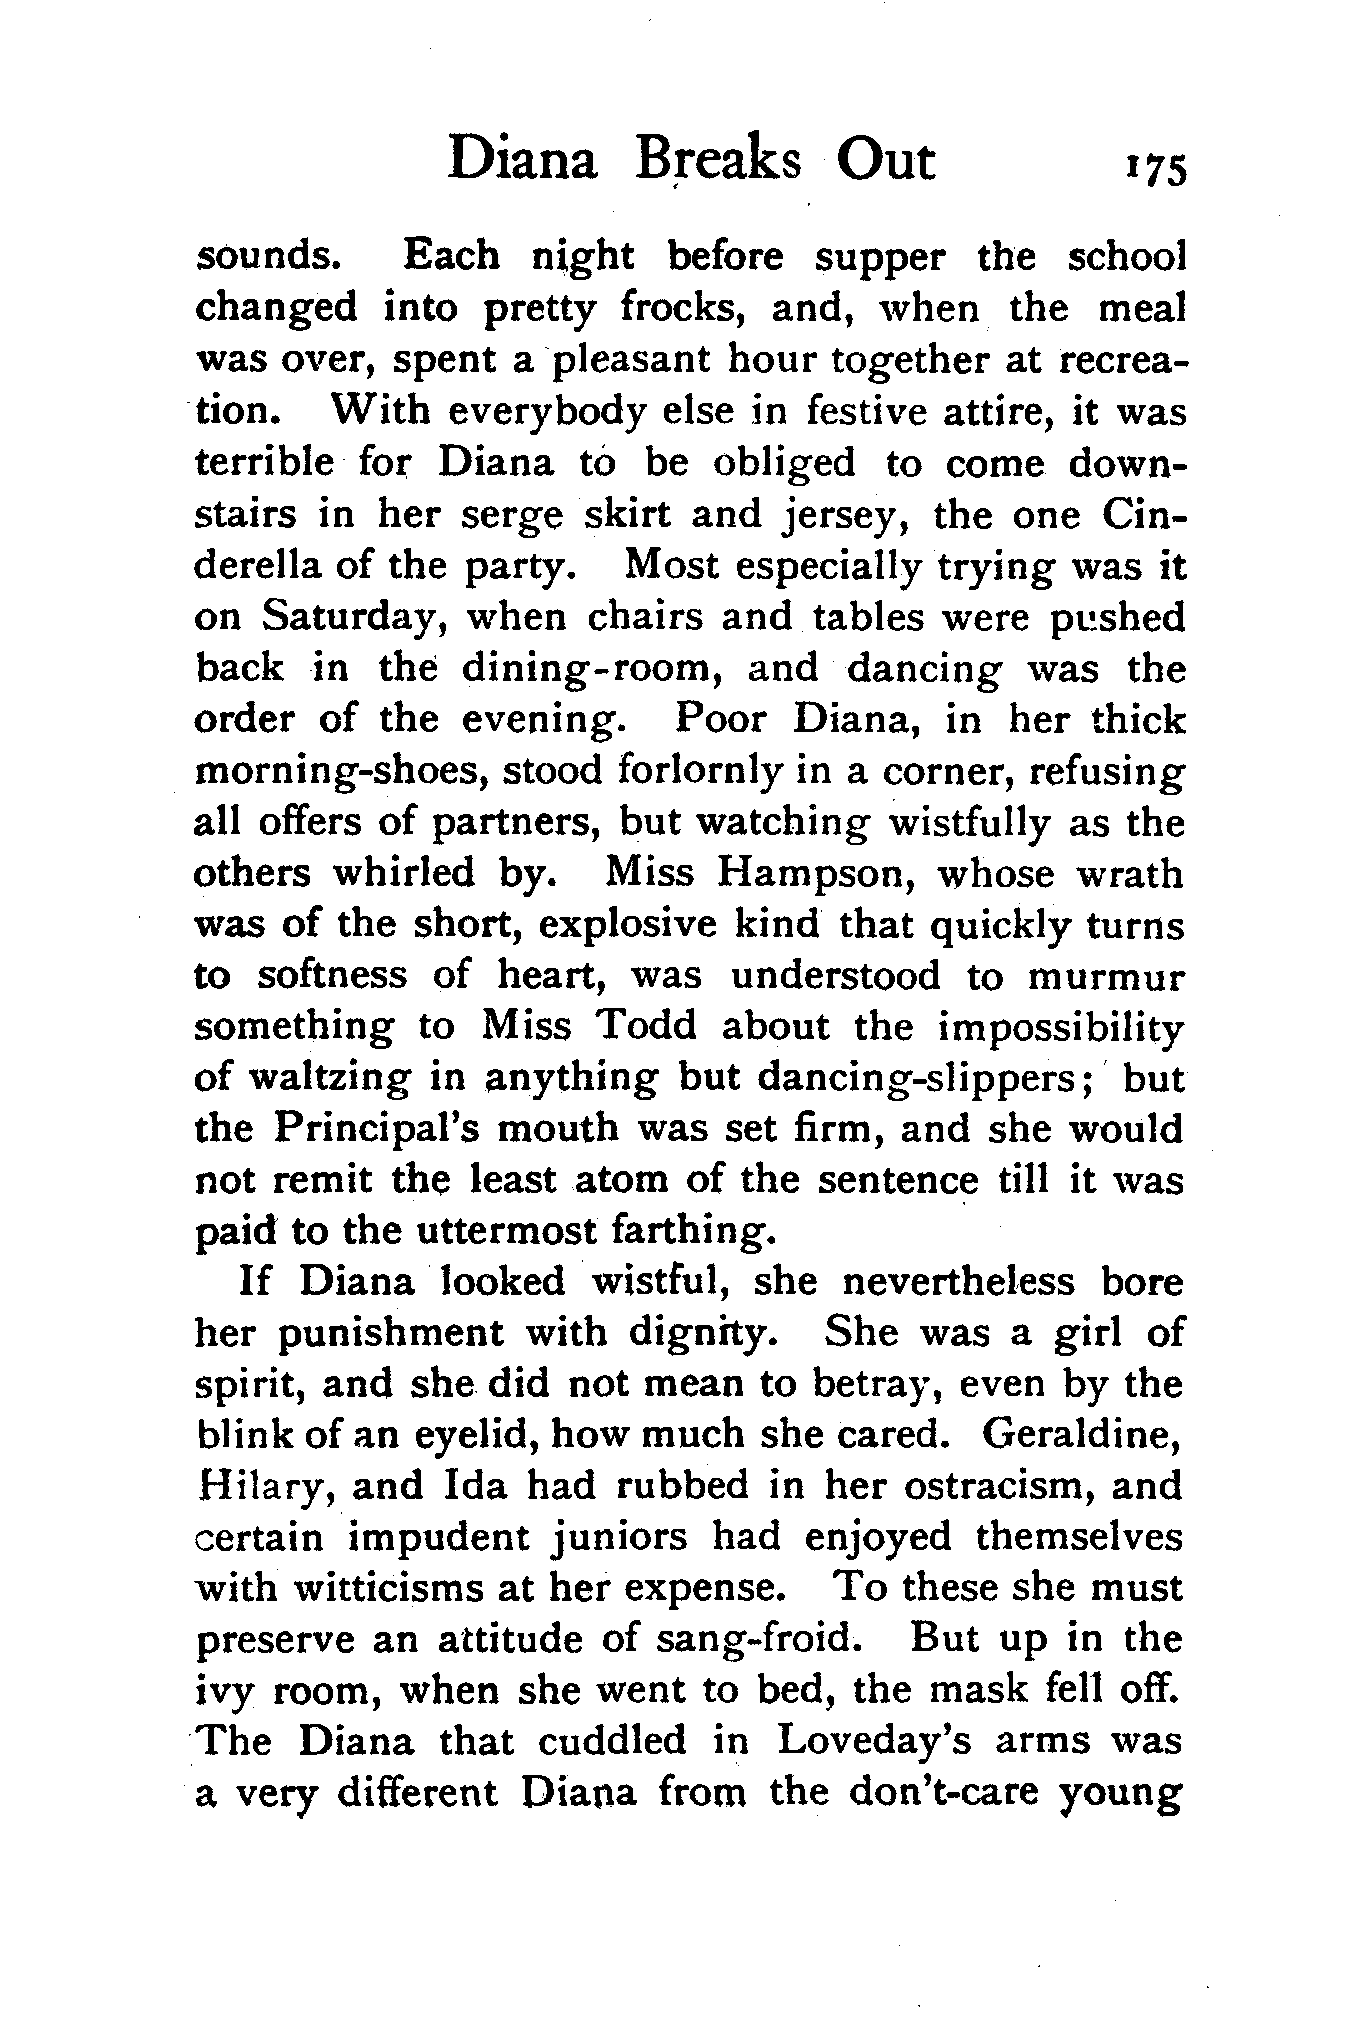 Diana Breaks Out 175
sounds. Each night before supper the school
changed into pretty frocks, and, when the meal
was over, spent a pleasant hour together at recrea-
tion. With everybody else in festive attire, it was
terrible for Diana to be obliged to come down-
stairs in her serge skirt and jersey, the one Cin-
derella of the party. Most especially trying was it
on Saturday, when chairs and tables were pushed
back in the dining-room, and dancing was the
order of the evening. Poor Diana, in her thick
morning-shoes, stood forlornly in a corner, refusing
all offers of partners, but watching wistfully as the
others whirled by. Miss Hampson, whose wrath
was of the short, explosive kind that quickly turns
to softness of heart, was understood to murmur
something to Miss Todd about the impossibility
of waltzing in anything but dancing-slippers; but
the Principal's mouth was set firm, and she would
not remit the least atom of the sentence till it was
paid to the uttermost farthing.
If Diana looked wistful, she nevertheless bore
her punishment with dignity. She was a girl of
spirit, and she did not mean to betray, even by the
blink of an eyelid, how much she cared. Geraldine,
Hilary, and Ida had rubbed in her ostracism, and
certain impudent juniors had enjoyed themselves
with witticisms at her expense. To these she must
preserve an attitude of sang-froid. But up in the
ivy room, when she went to bed, the mask fell off.
The Diana that cuddled in Loveday's arms was
a very different Diana from the don't-care young